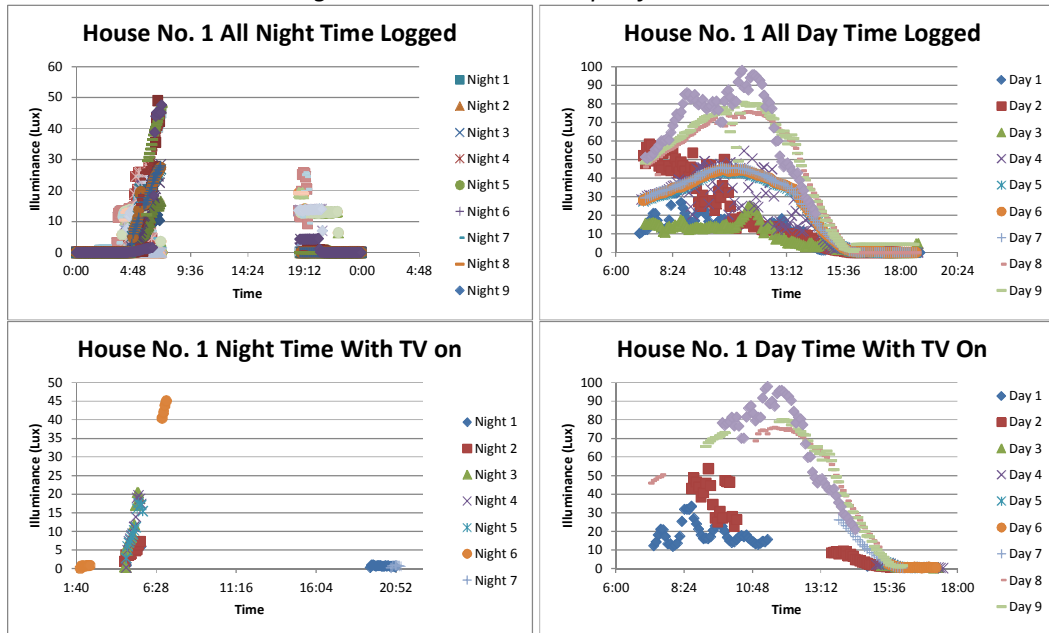 House No. 1 All Night Time Logged
60
50
40
30
20
10
0
Illuminance (Lux)
0:00 4:48 9:36 14:24 19:12 0:00 4:48
Time
Night 1
Night 2
Night 3
Night 4
Night 5
Night 6
Night 7
Night 8
Night 9
House No. 1 All Day Time Logged
100
90
80
70
60
50
40
30
20
10
0
Illuminance (Lux)
6:00 8:24 10:48 13:12 15:36 18:00 20:24
Time
Day 1
Day 2
Day 3
Day 4
Day 5
Day 6
Day 7
Day 8
Day 9
House No. 1 Night Time With TV on
50
45
40
35
30
25
20
15
10
5
0
Illuminance (Lux)
1:40 6:28 11:16 16:04 20:52
Time
Night 1
Night 2
Night 3
Night 4
Night 5
Night 6
Night 7
House No. 1 Day Time With TV On
100
90
80
70
60
50
40
30
20
10
0
Illuminance (Lux)
6:00 8:24 10:48 13:12 15:36 18:00
Time
Day 1
Day 2
Day 3
Day 4
Day 5
Day 6
Day 7
Day 8
Day 9